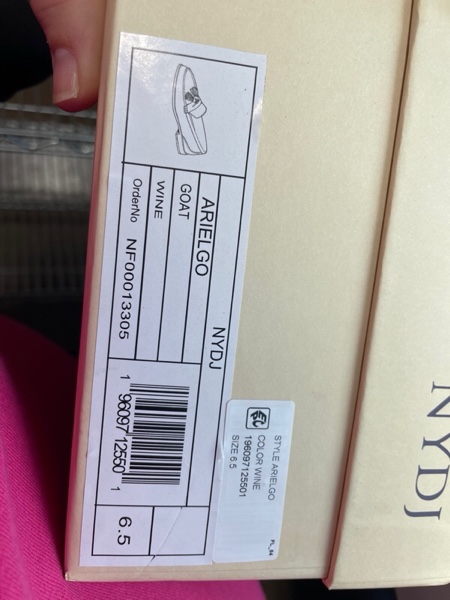 ARIELGO NYDJ
GOAT
WINE
OrderNo NF00013305
1 96097 12550 1
6.5
STYLE ARIELGO
COLOR WINE
196097125501
SIZE 6.5
FL_64
NYDJ